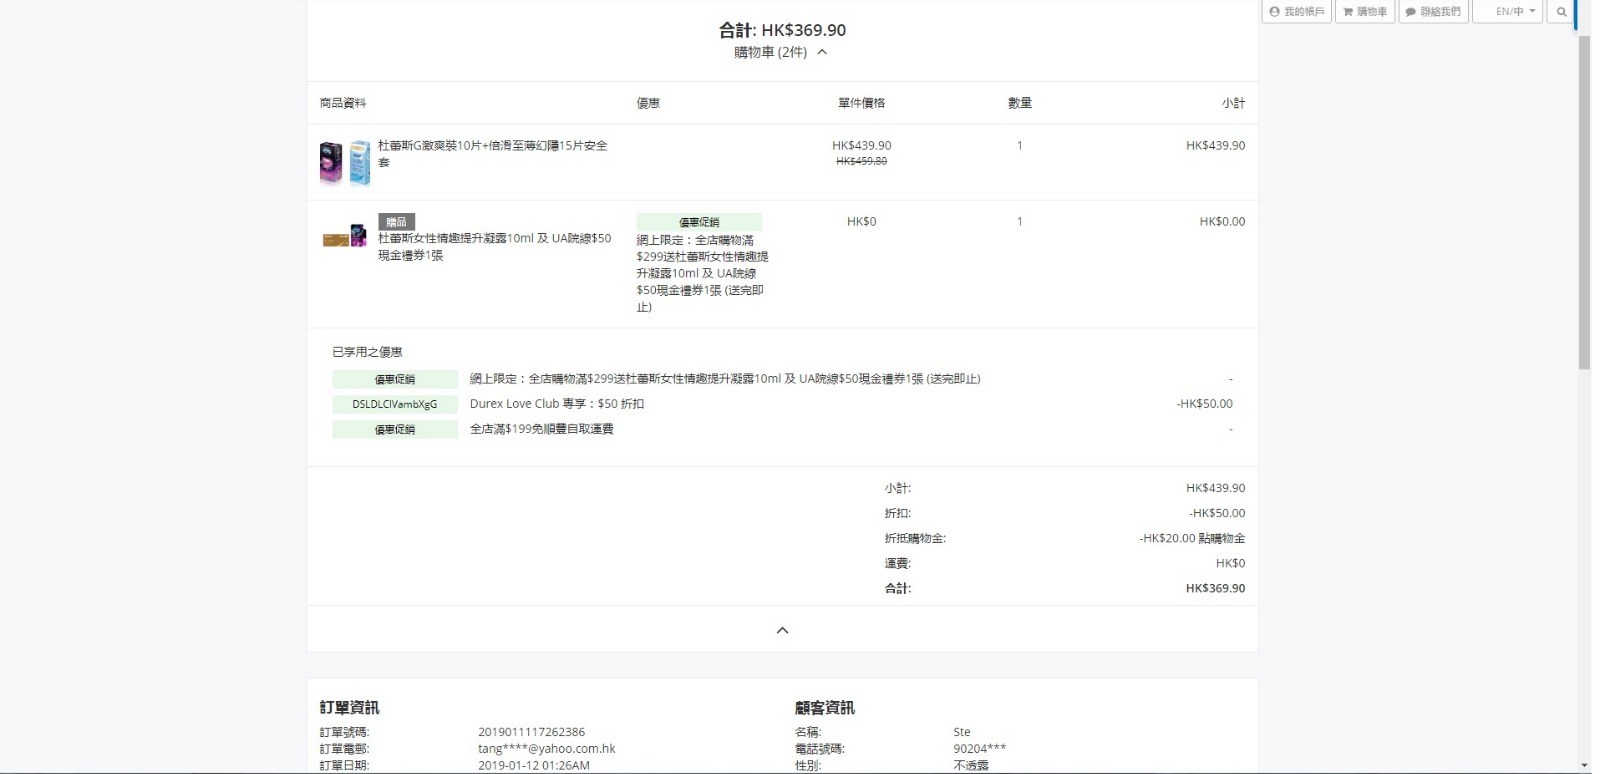 我的帳戶 購物車 聯絡我們 EN/中
合計: HK$369.90
購物車 (2件)
商品資料 優惠 單件價格 數量 小計
杜蕾斯G激爽裝10片+倍滑至薄幻隱15片安全
套
HK$439.90
HK$459.80
1
HK$439.90
贈品
杜蕾斯女性情趣提升凝露10ml 及 UA院線$50
現金禮券1張
優惠促銷
網上限定：全店購物滿
$299送杜蕾斯女性情趣提
升凝露10ml 及 UA院線
$50現金禮券1張 (送完即
止)
HK$0
1
HK$0.00
已享用之優惠
優惠促銷 網上限定：全店購物滿$299送杜蕾斯女性情趣提升凝露10ml 及 UA院線$50現金禮券1張 (送完即止) -
DSLDLCIVambXgG Durex Love Club 專享：$50 折扣 -HK$50.00
優惠促銷 全店滿$199免順豐自取運費 -
小計: HK$439.90
折扣: -HK$50.00
折抵購物金: -HK$20.00 點購物金
運費: HK$0
合計: HK$369.90
訂單資訊
訂單號碼: 2019011117262386
訂單電郵: tang****@yahoo.com.hk
訂單日期: 2019-01-12 01:26AM
顧客資訊
名稱: Ste
電話號碼: 90204***
性別: 不透露